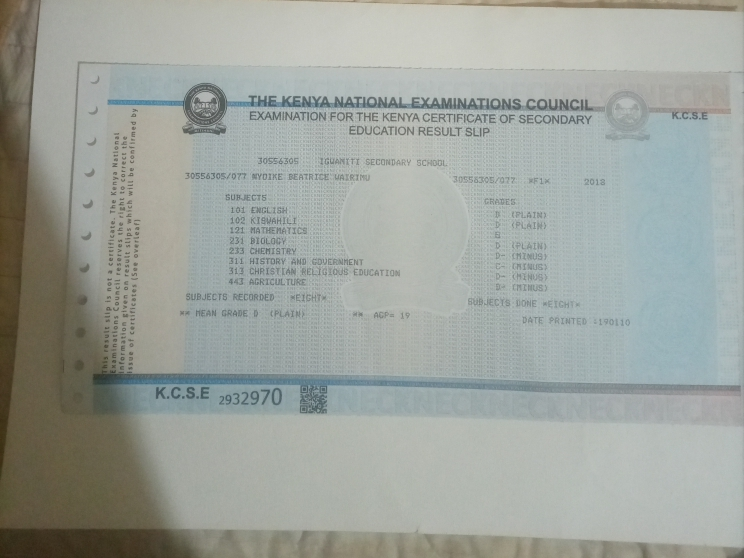 THE KENYA NATIONAL EXAMINATIONS COUNCIL
EXAMINATION FOR THE KENYA CERTIFICATE OF SECONDARY
EDUCATION RESULT SLIP
K.C.S.E
30556305 IGWAMITI SECONDARY SCHOOL
30556305/077 NYOIKE BEATRICE WAIRIMU 30556305/077 *F1* 2018
SUBJECTS GRADES
101 ENGLISH D (PLAIN)
102 KISWAHILI D (PLAIN)
121 MATHEMATICS
231 BIOLOGY D (PLAIN)
233 CHEMISTRY D- (MINUS)
311 HISTORY AND GOVERNMENT C- (MINUS)
313 CHRISTIAN RELIGIOUS EDUCATION D- (MINUS)
443 AGRICULTURE (MINUS)
SUBJECTS RECORDED *EIGHT* SUBJECTS DONE *EIGHT*
** MEAN GRADE D (PLAIN) ** AGP= 19
DATE PRINTED :190110
K.C.S.E 2932970
This result slip is not a certificate. The Kenya National
Examinations Council reserves the right to correct the
information given on result slips which will be confirmed by
issue of certificates (See overleaf)